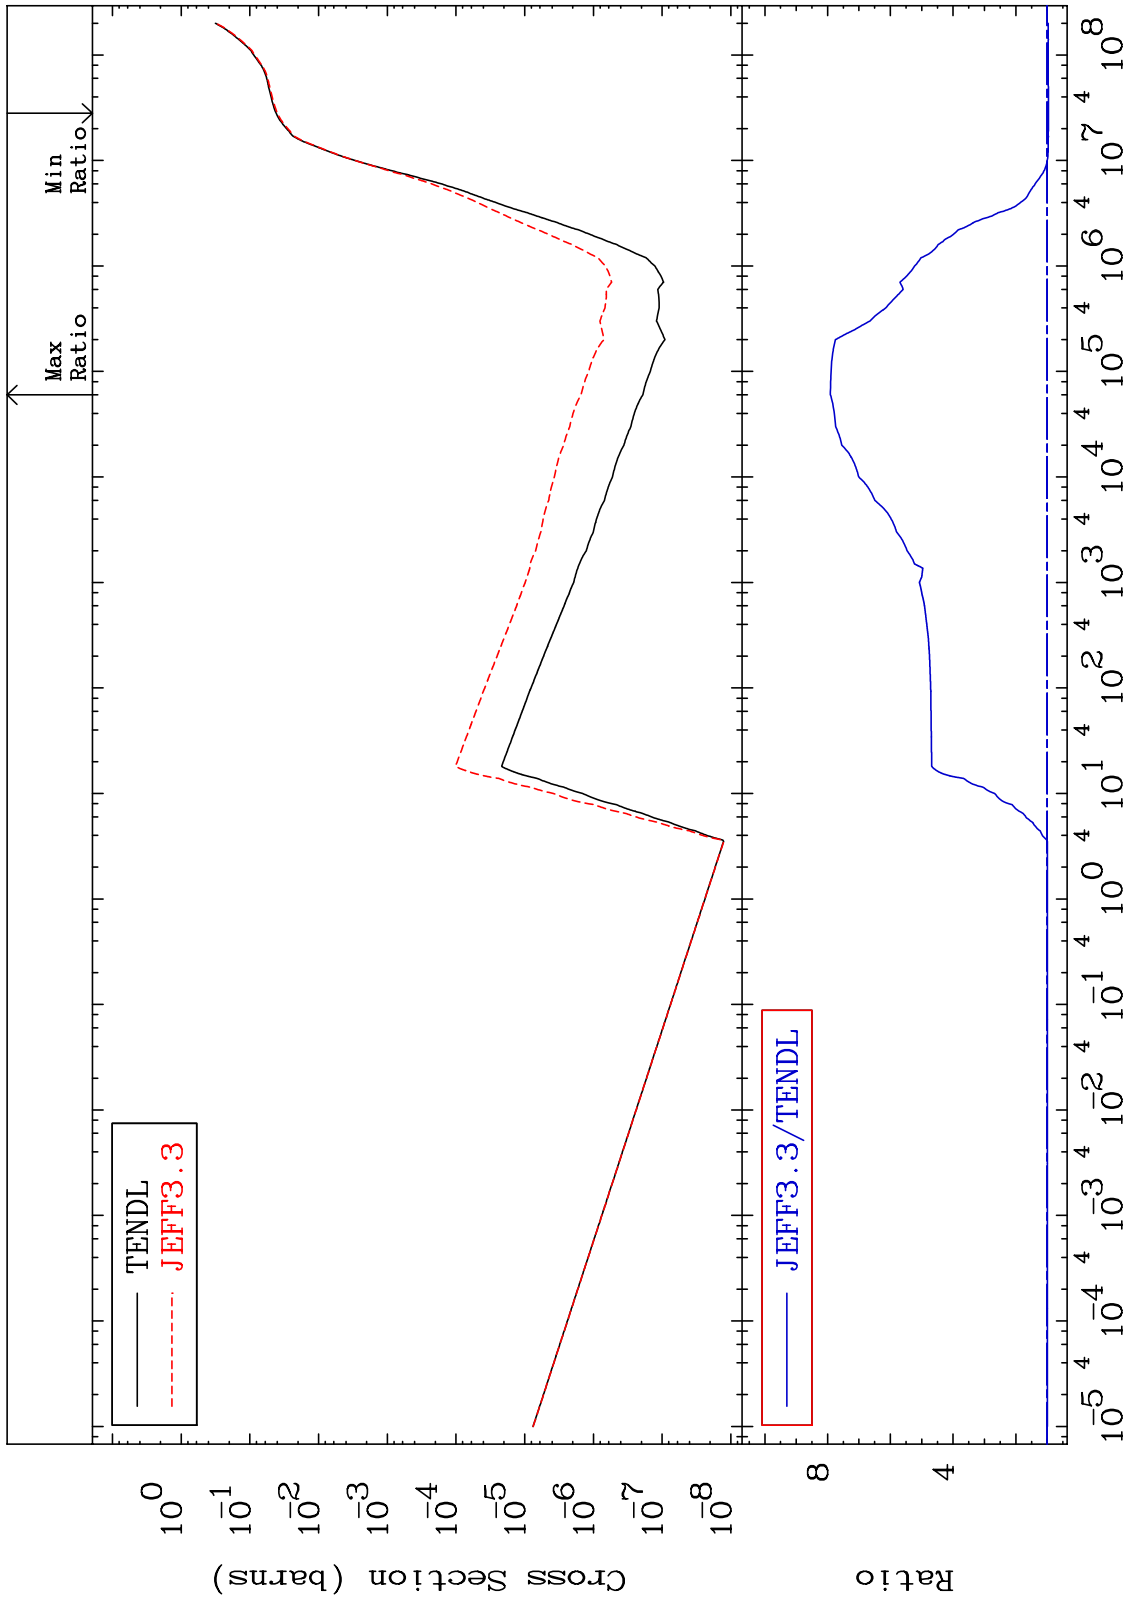 Max
Ratio
Min
Ratio
TENDL
JEFF3.3
10^0
10^-1
10^-2
10^-3
10^-4
10^-5
10^-6
10^-7
10^-8
Cross Section (barns)
JEFF3.3/TENDL
8
4
Ratio
10^-5 4 10^-4 4 10^-3 4 10^-2 4 10^-1 4 10^0 4 10^1 4 10^2 4 10^3 4 10^4 4 10^5 4 10^6 4 10^7 4 10^8